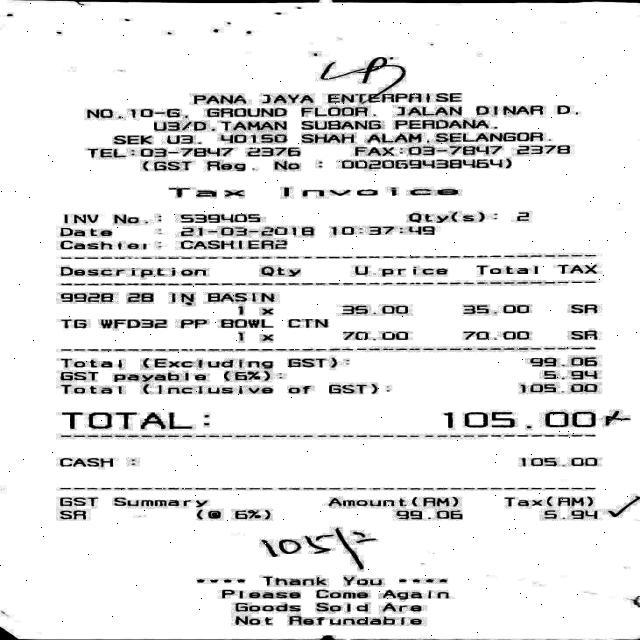 PANA JAYA ENTERPRISE
NO.10-G, GROUND FLOOR, JALAN DINAR D,
U3/D,TAMAN SUBANG PERDANA,
SEK U3, 40150 SHAH ALAM,SELANGOR.
TEL:03-7847 2376 FAX:03-7847 2378
(GST Reg. No : 002069438464)
Tax Invoice
INV No.: 539405 Qty(s): 2
Date : 21-03-2018 10:37:49
Cashier: CASHIER2
Description Qty U.price Total TAX
9928 28 IN BASIN
1 x 35.00 35.00 SR
TG WFD32 PP BOWL CTN
1 x 70.00 70.00 SR
Total (Excluding GST): 99.06
GST payable (6%): 5.94
Total (Inclusive of GST): 105.00
TOTAL: 105.00
CASH : 105.00
GST Summary Amount(RM) Tax(RM)
SR (@ 6%) 99.06 5.94
105/
**** Thank You ****
Please Come Again
Goods Sold Are
Not Refundable